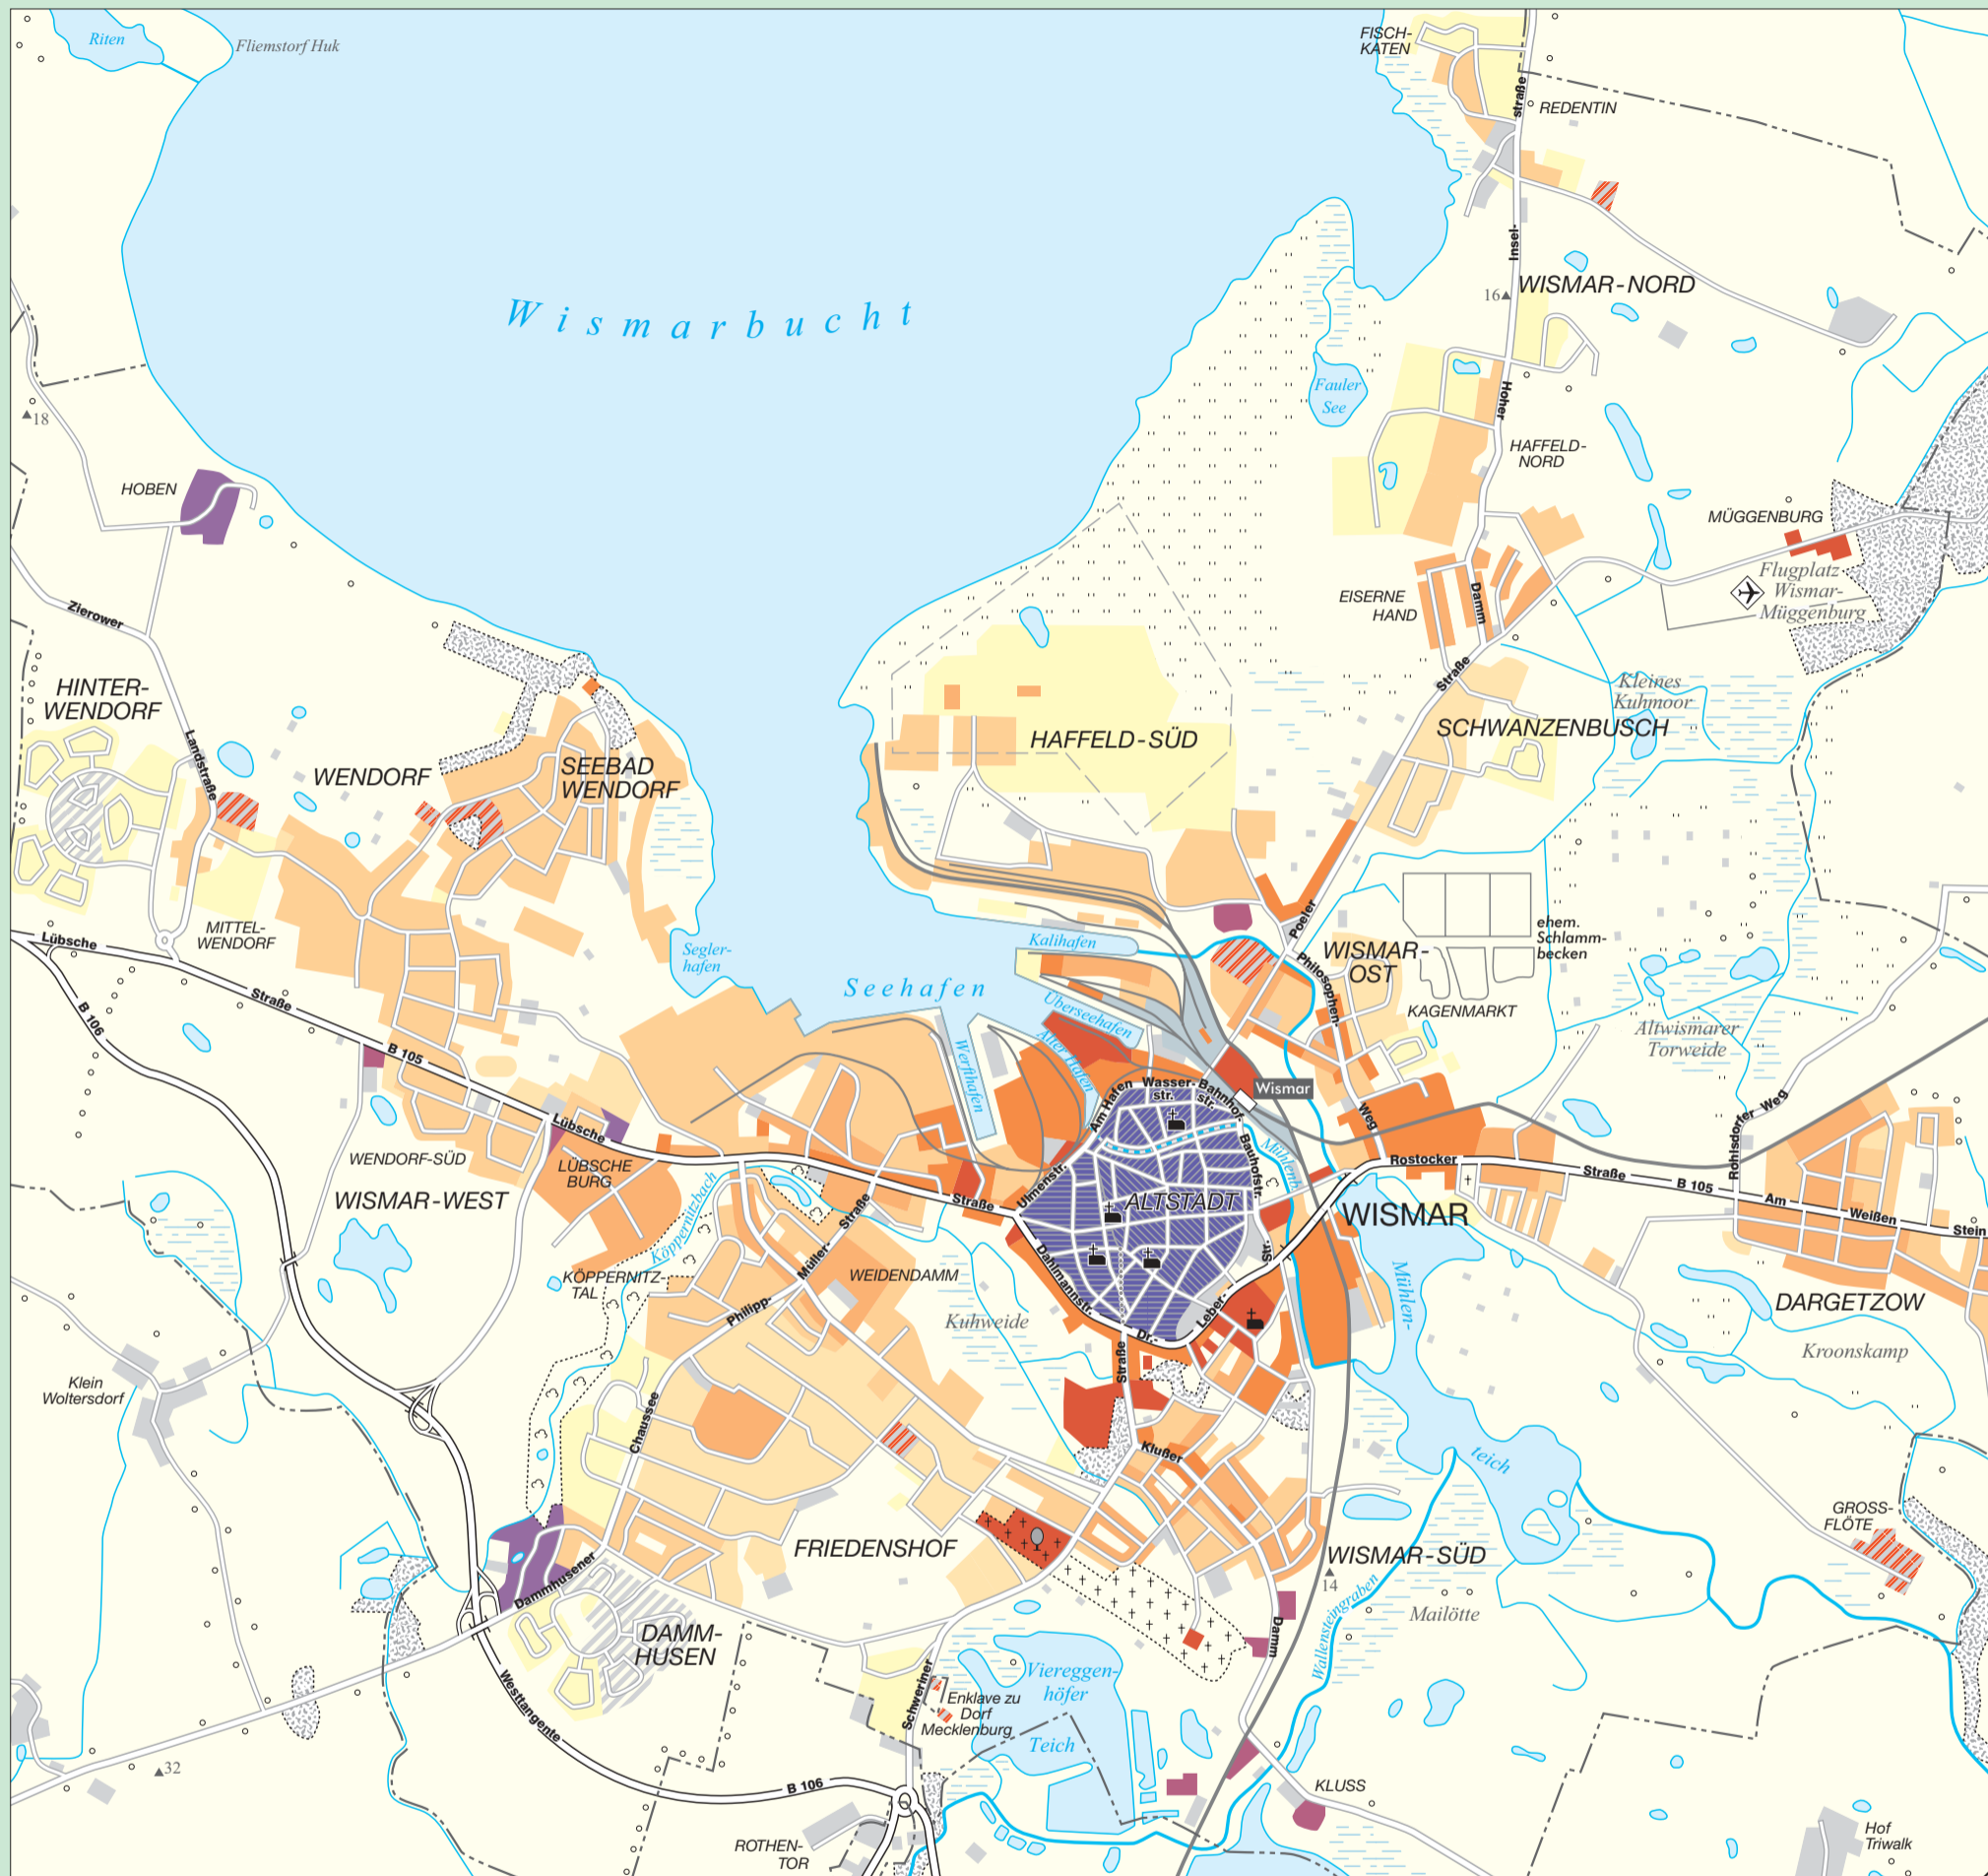 Riten
Fliemstorf Huk
FISCH-
KATEN
straße
REDENTIN
Insel-
WISMAR-NORD
16
Wismarbucht
Fauler
See
Hoher
18
HAFFELD-
NORD
HOBEN
MÜGGENBURG
Flugplatz
Wismar-
Müggenburg
EISERNE
HAND
Damm
Zierower
Straße
Kleines
Kuhmoor
HINTER-
WENDORF
SCHWANZENBUSCH
HAFFELD-SÜD
Landstraße
WENDORF
SEEBAD
WENDORF
MITTEL-
WENDORF
Lübsche
Segler-
hafen
Kalihafen
Poeler
WISMAR-
OST
ehem.
Schlamm-
becken
Philosophen-
Seehafen
Überseehafen
KAGENMARKT
Straße
B 106
Altwismarer
Torweide
Alter Hafen
Werfthafen
B 105
Am Hafen
Wasser-
str.
Bahnhof-
str.
Wismar
Weg
Lübsche
Mühlenb.
Bauhofstr.
Rohlsdorfer Weg
WENDORF-SÜD
LÜBSCHE
BURG
Rostocker
Straße
B 105
Am
Weißen
Stein
Ulmenstr.
Straße
WISMAR-WEST
Köppernitzbach
ALTSTADT
WISMAR
Straße
Müller-
Str.
Dahlmannstr.
KÖPPERNITZ-
TAL
WEIDENDAMM
Philipp-
Kuhweide
Leber-
Dr.-
Mühlen-
DARGETZOW
Kroonskamp
Straße
Klein
Woltersdorf
Chaussee
Klußer
teich
GROSS-
FLÖTE
FRIEDENSHOF
WISMAR-SÜD
14
Dammhusener
Wallensteingraben
Mailötte
DAMM-
HUSEN
Damm
Viereggen-
höfer
Teich
Schweriner
Enklave zu
Dorf
Mecklenburg
Westtangente
32
B 106
KLUSS
ROTHEN-
TOR
Hof
Triwalk